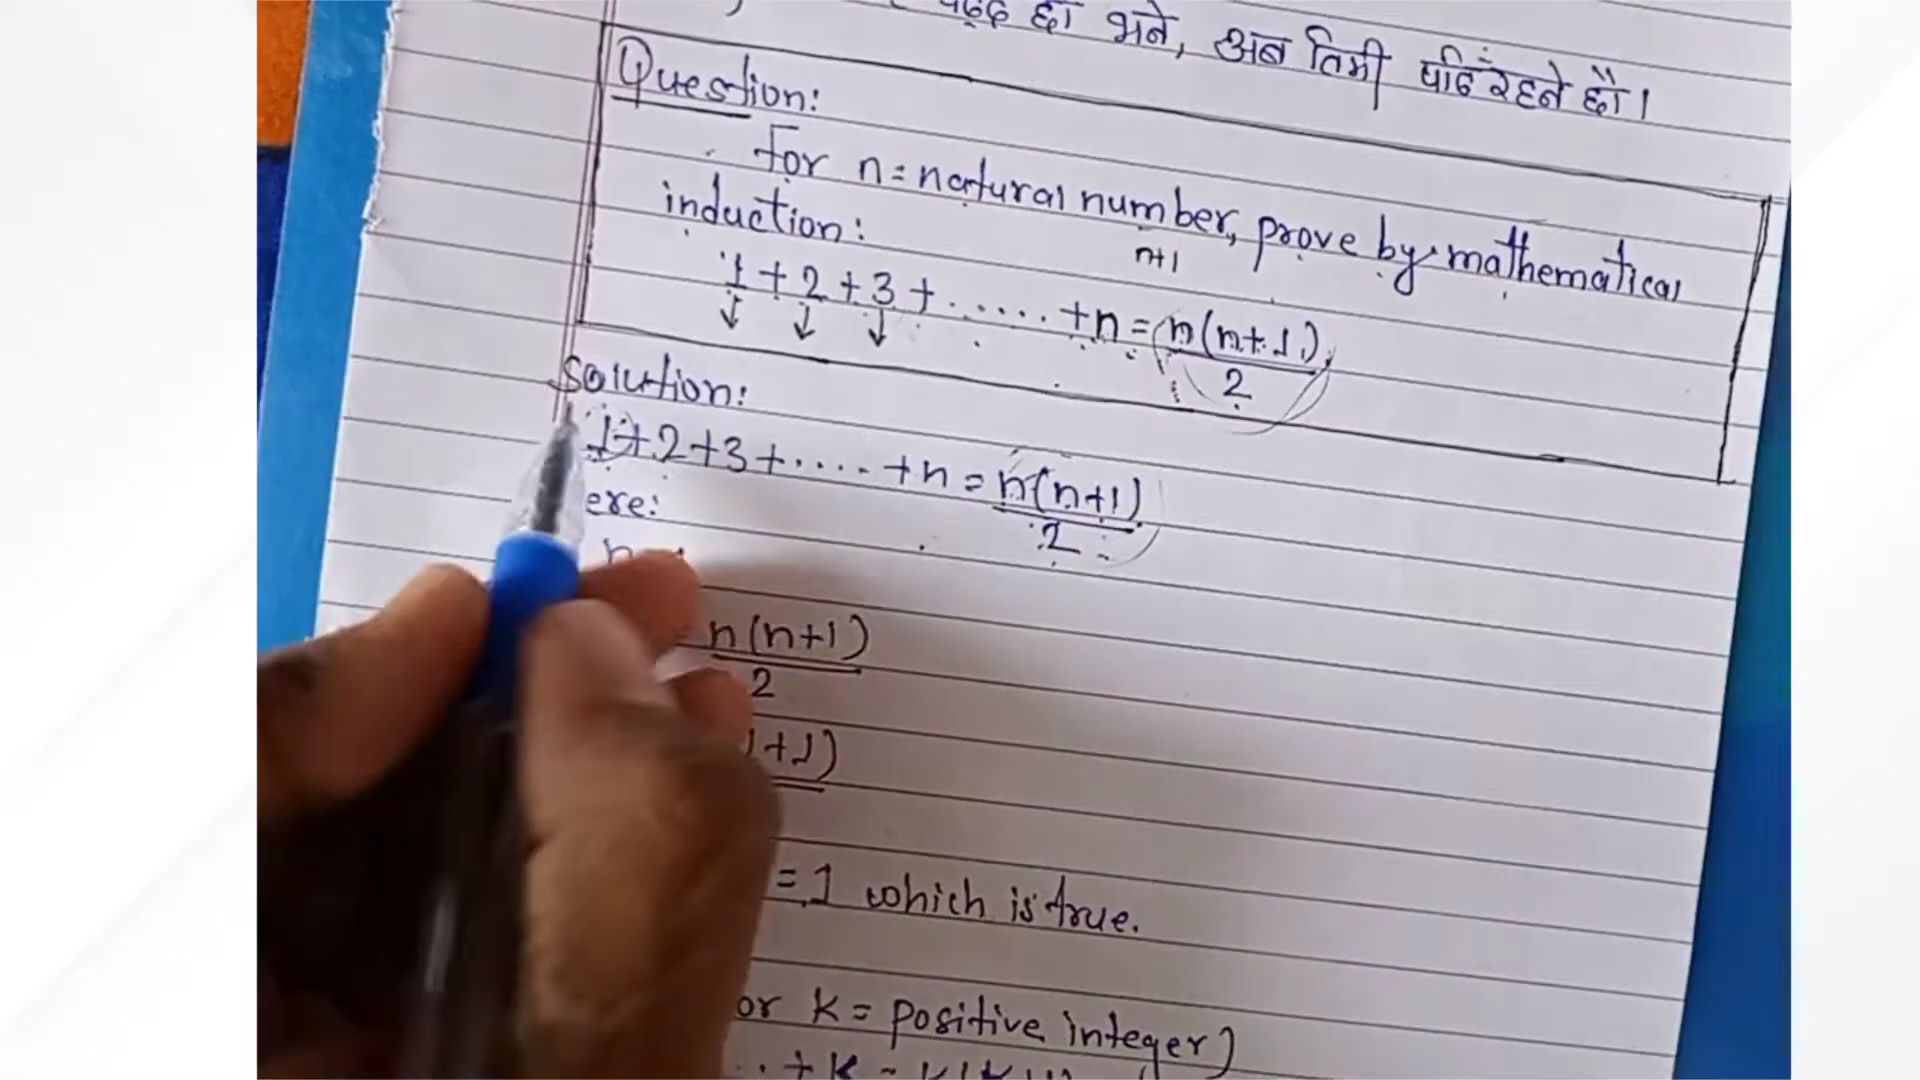 हो भने, अब तिमी पढिरहने छौ।
Question:
For n = natural number, prove by mathematical
induction:
n+1
1 + 2 + 3 + ..... + n = n(n+1)
2
Solution:
1 + 2 + 3 + .... + n = n(n+1)
2
ere:
n
= n(n+1)
2
1+1)
= 1 which is true.
or k = positive integer)
.. + k =